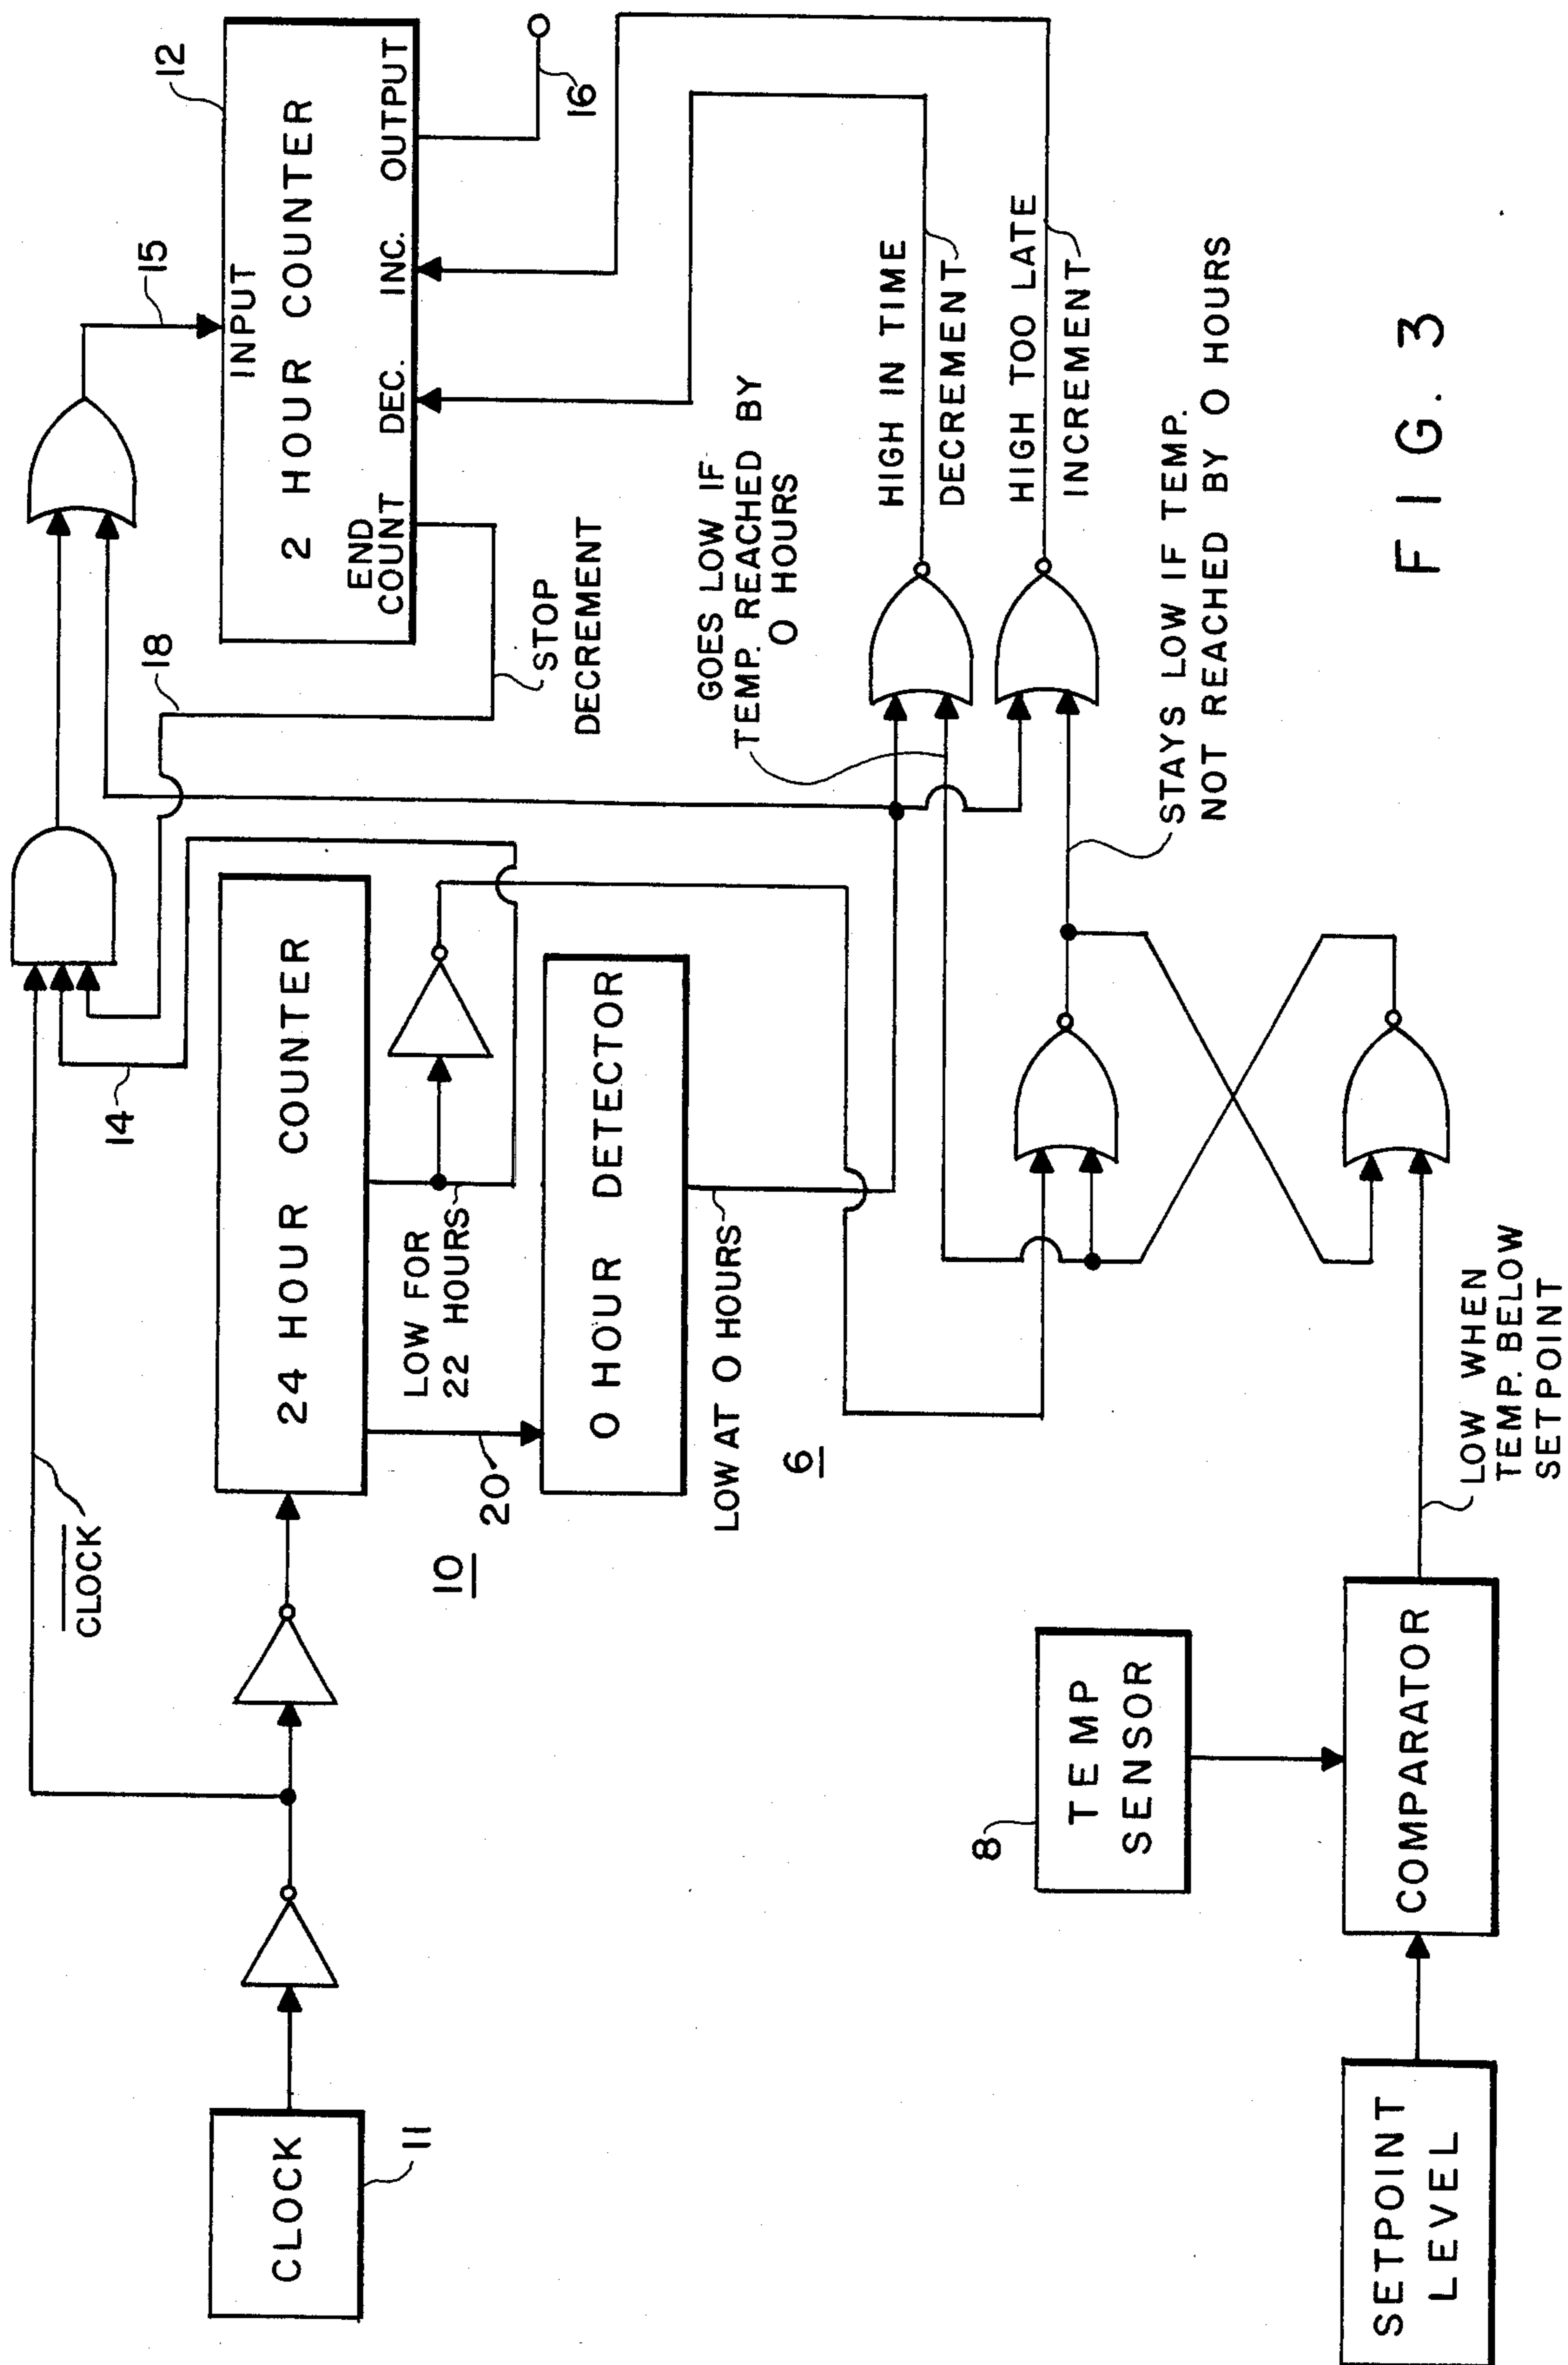 12
INPUT
2 HOUR COUNTER
END
COUNT
DEC.
INC.
OUTPUT
15
16
18
STOP
DECREMENT
14
CLOCK
24 HOUR COUNTER
LOW FOR
22 HOURS
20
10
O HOUR DETECTOR
LOW AT O HOURS
6
GOES LOW IF
TEMP. REACHED BY
O HOURS
HIGH IN TIME
DECREMENT
HIGH TOO LATE
INCREMENT
STAYS LOW IF TEMP.
NOT REACHED BY O HOURS
CLOCK
11
8
TEMP
SENSOR
SETPOINT
LEVEL
COMPARATOR
LOW WHEN
TEMP. BELOW
SETPOINT
FIG. 3